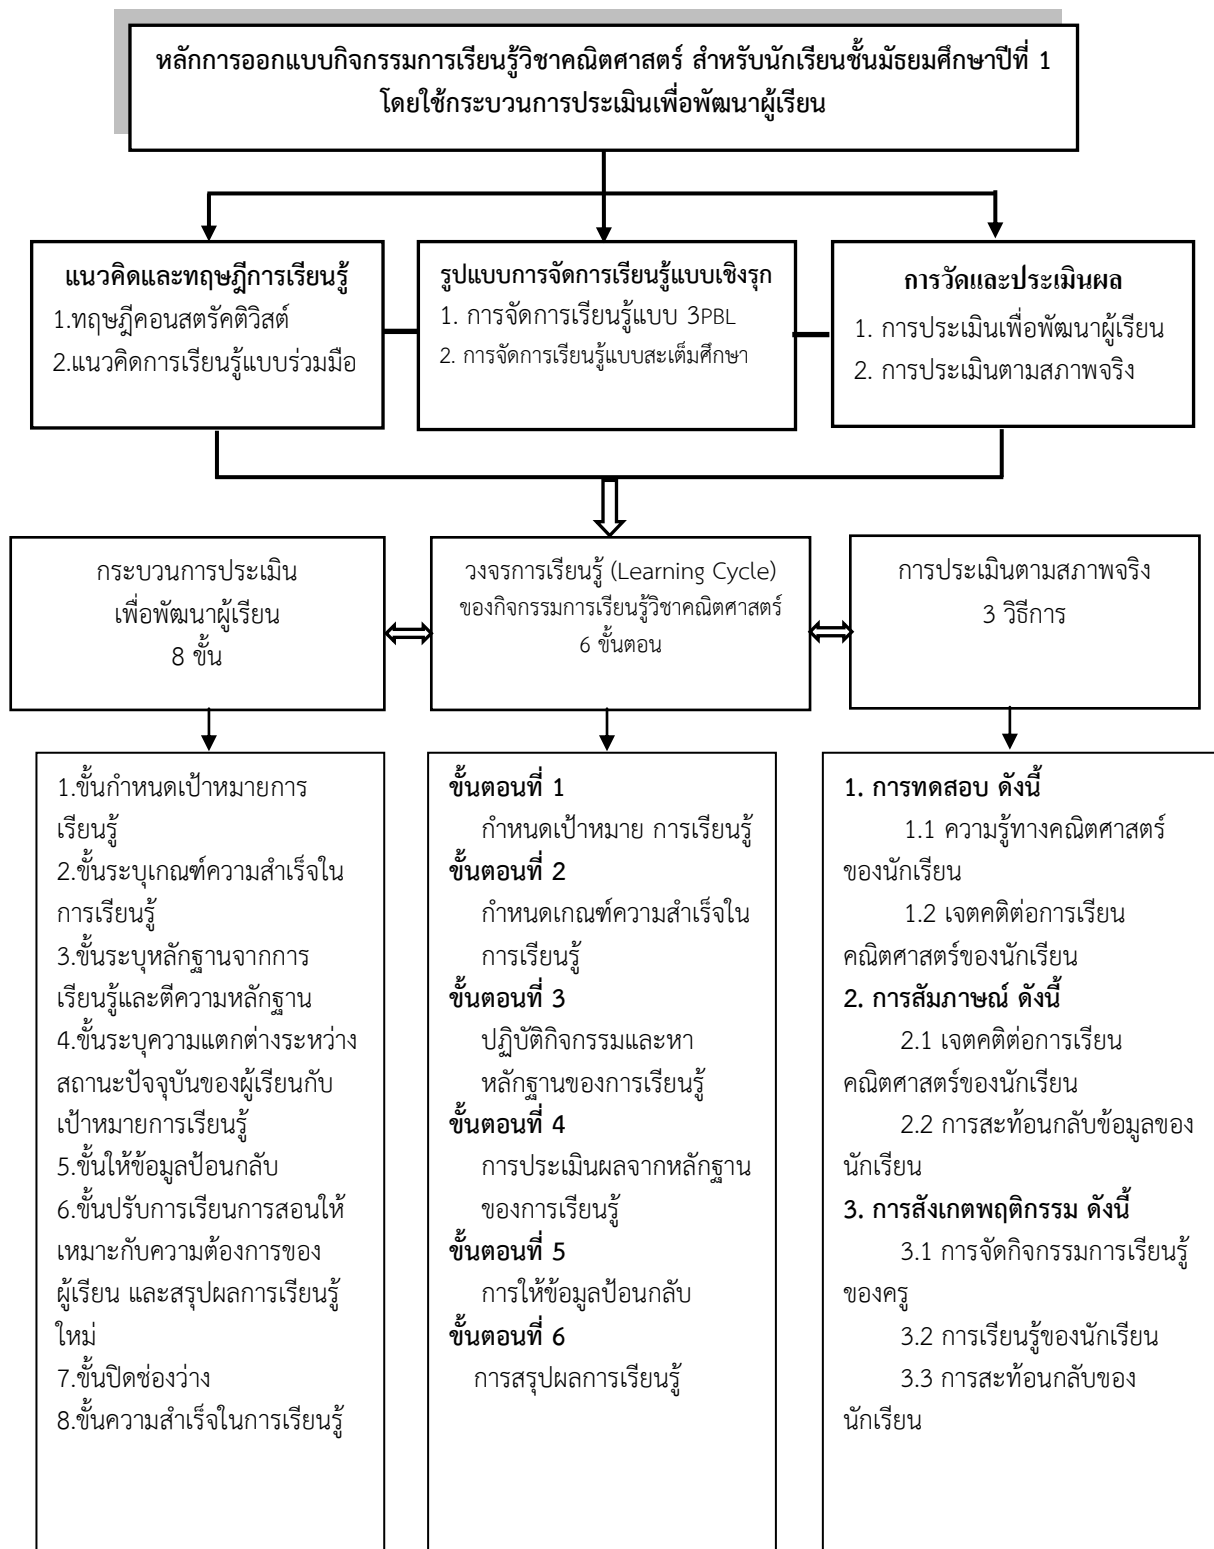 หลักการออกแบบกิจกรรมการเรียนรู้วิชาคณิตศาสตร์ สำหรับนักเรียนชั้นมัธยมศึกษาปีที่ 1
โดยใช้กระบวนการประเมินเพื่อพัฒนาผู้เรียน
แนวคิดและทฤษฎีการเรียนรู้
1.ทฤษฎีคอนสตรัคติวิสต์
2.แนวคิดการเรียนรู้แบบร่วมมือ
รูปแบบการจัดการเรียนรู้แบบเชิงรุก
1. การจัดการเรียนรู้แบบ 3PBL
2. การจัดการเรียนรู้แบบสะเต็มศึกษา
การวัดและประเมินผล
1. การประเมินเพื่อพัฒนาผู้เรียน
2. การประเมินตามสภาพจริง
กระบวนการประเมิน
เพื่อพัฒนาผู้เรียน
8 ขั้น
วงจรการเรียนรู้ (Learning Cycle)
ของกิจกรรมการเรียนรู้วิชาคณิตศาสตร์
6 ขั้นตอน
การประเมินตามสภาพจริง
3 วิธีการ
1.ขั้นกำหนดเป้าหมายการ
เรียนรู้
2.ขั้นระบุเกณฑ์ความสำเร็จใน
การเรียนรู้
3.ขั้นระบุหลักฐานจากการ
เรียนรู้และตีความหลักฐาน
4.ขั้นระบุความแตกต่างระหว่าง
สถานะปัจจุบันของผู้เรียนกับ
เป้าหมายการเรียนรู้
5.ขั้นให้ข้อมูลป้อนกลับ
6.ขั้นปรับการเรียนการสอนให้
เหมาะกับความต้องการของ
ผู้เรียน และสรุปผลการเรียนรู้
ใหม่
7.ขั้นปิดช่องว่าง
8.ขั้นความสำเร็จในการเรียนรู้
ขั้นตอนที่ 1
กำหนดเป้าหมาย การเรียนรู้
ขั้นตอนที่ 2
กำหนดเกณฑ์ความสำเร็จใน
การเรียนรู้
ขั้นตอนที่ 3
ปฏิบัติกิจกรรมและหา
หลักฐานของการเรียนรู้
ขั้นตอนที่ 4
การประเมินผลจากหลักฐาน
ของการเรียนรู้
ขั้นตอนที่ 5
การให้ข้อมูลป้อนกลับ
ขั้นตอนที่ 6
การสรุปผลการเรียนรู้
1. การทดสอบ ดังนี้
1.1 ความรู้ทางคณิตศาสตร์
ของนักเรียน
1.2 เจตคติต่อการเรียน
คณิตศาสตร์ของนักเรียน
2. การสัมภาษณ์ ดังนี้
2.1 เจตคติต่อการเรียน
คณิตศาสตร์ของนักเรียน
2.2 การสะท้อนกลับข้อมูลของ
นักเรียน
3. การสังเกตพฤติกรรม ดังนี้
3.1 การจัดกิจกรรมการเรียนรู้
ของครู
3.2 การเรียนรู้ของนักเรียน
3.3 การสะท้อนกลับของ
นักเรียน